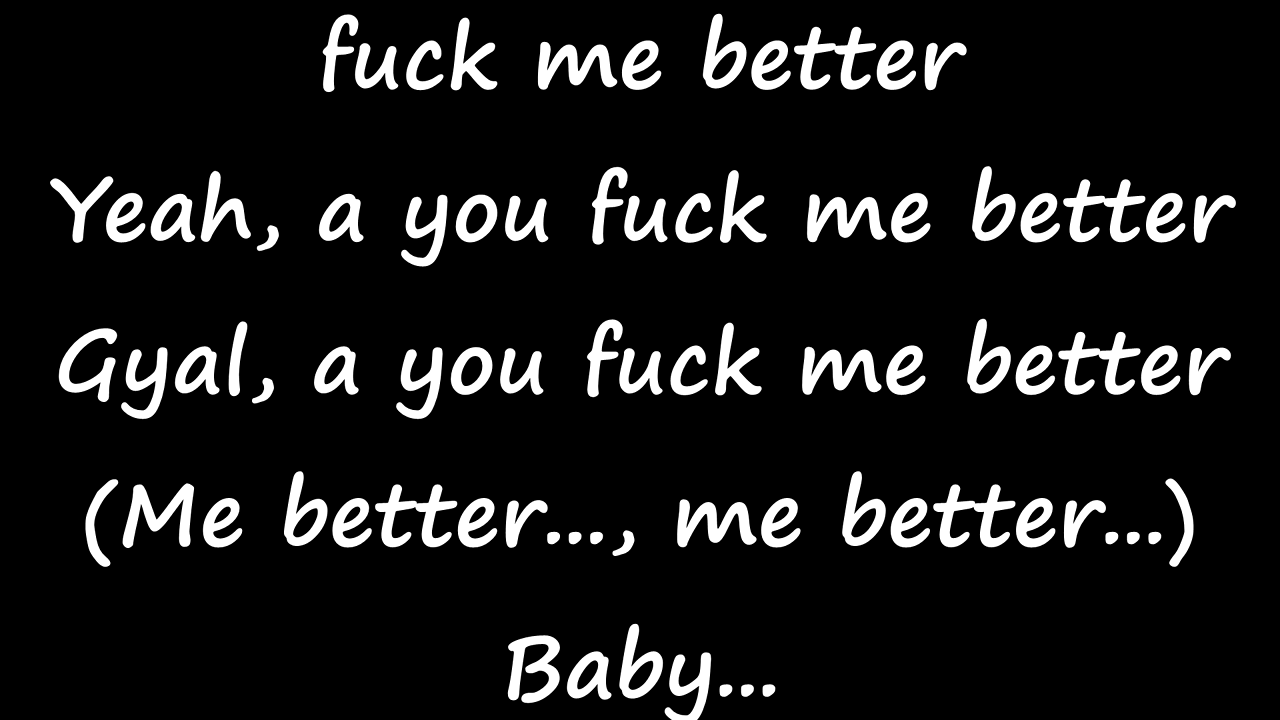 fuck me better
Yeah, a you fuck me better
Gyal, a you fuck me better
(Me better..., me better...)
Baby...